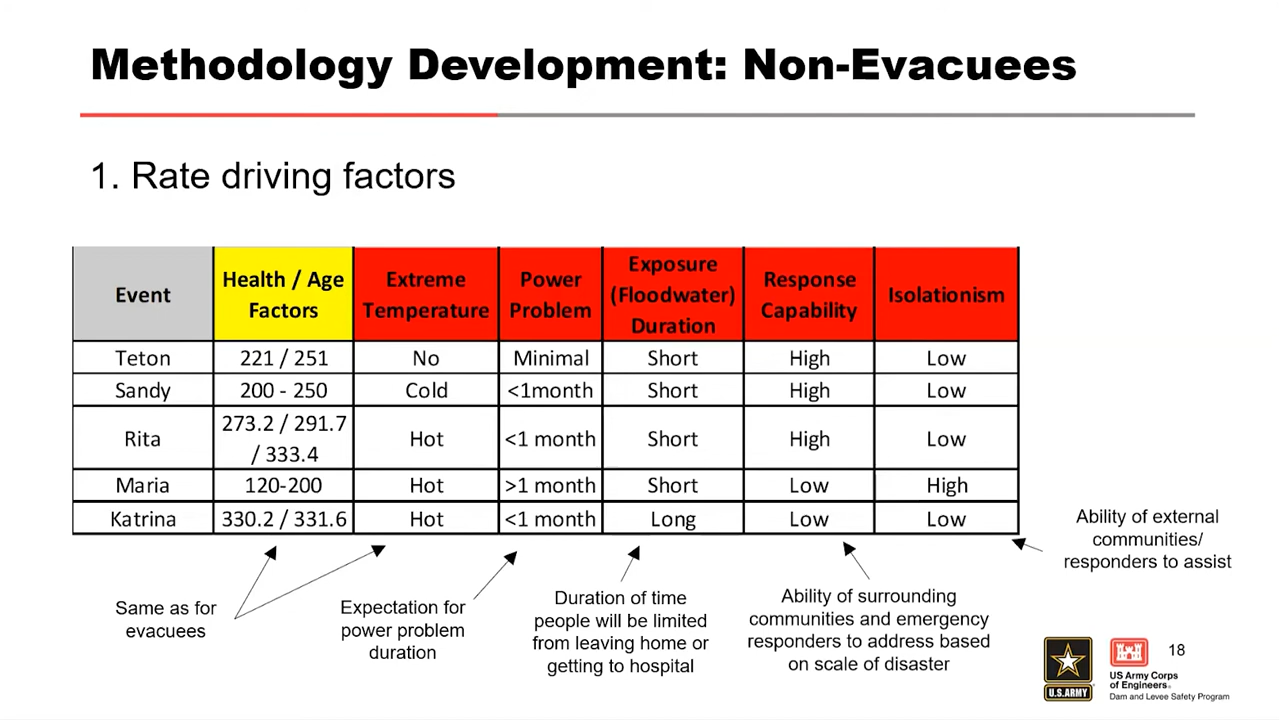 Methodology Development: Non-Evacuees
1. Rate driving factors
Event
Health / Age
Factors
Extreme
Temperature
Power
Problem
Exposure
(Floodwater)
Duration
Response
Capability
Isolationism
Teton
221 / 251
No
Minimal
Short
High
Low
Sandy
200 - 250
Cold
<1month
Short
High
Low
Rita
273.2 / 291.7
/ 333.4
Hot
<1 month
Short
High
Low
Maria
120-200
Hot
>1 month
Short
Low
High
Katrina
330.2 / 331.6
Hot
<1 month
Long
Low
Low
Same as for
evacuees
Expectation for
power problem
duration
Duration of time
people will be limited
from leaving home or
getting to hospital
Ability of surrounding
communities and emergency
responders to address based
on scale of disaster
Ability of external
communities/
responders to assist
U.S.ARMY
US Army Corps
of Engineers®
Dam and Levee Safety Program
18